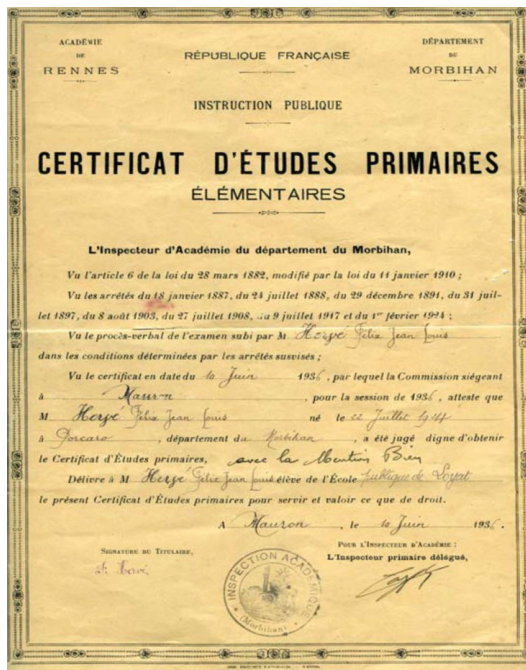 ACADÉMIE
DE
RENNES
RÉPUBLIQUE FRANÇAISE
DÉPARTEMENT
DU
MORBIHAN
INSTRUCTION PUBLIQUE
CERTIFICAT D'ÉTUDES PRIMAIRES
ÉLÉMENTAIRES
L'Inspecteur d'Académie du département du Morbihan,
Vu l'article 6 de la loi du 28 mars 1882, modifié par la loi du 11 janvier 1910 ;
Vu les arrêtés du 18 janvier 1887, du 24 juillet 1888, du 29 décembre 1891, du 31 juil-
let 1897, du 8 août 1903, du 27 juillet 1908, du 9 juillet 1917 et du 1er février 1924 ;
Vu le procès-verbal de l'examen subi par M Hervé Félix Jean Louis
dans les conditions déterminées par les arrêtés susvisés ;
Vu le certificat en date du 10 Juin 1936, par lequel la Commission siégeant
à Mauron, pour la session de 1936, atteste que
M Hervé Félix Jean Louis né le 22 Juillet 1924
à Porcaro, département du Morbihan, a été jugé digne d'obtenir
le Certificat d'Études primaires, avec la Mention Bien
Délivre à M Hervé Félix Jean Louis élève de l'École publique de Loyat
le présent Certificat d'Études primaires pour servir et valoir ce que de droit.
A Mauron, le 10 Juin 1936
SIGNATURE DU TITULAIRE,
POUR L'INSPECTEUR D'ACADÉMIE :
L'Inspecteur primaire délégué,
INSPECTION ACADÉMIQUE
(Morbihan)